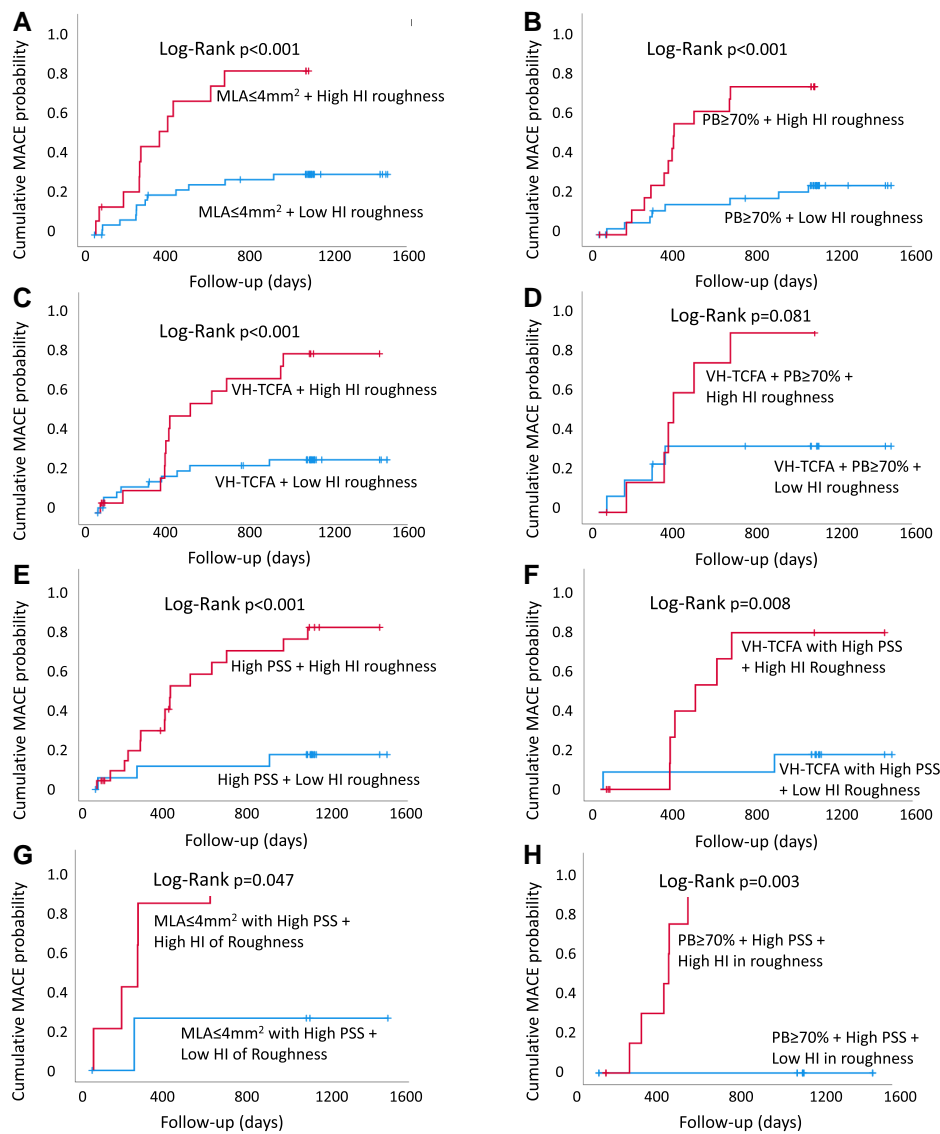 A
Cumulative MACE probability
1.0
0.8
0.6
0.4
0.2
0
Log-Rank p<0.001
MLA≤4mm² + High HI roughness
MLA≤4mm² + Low HI roughness
0 400 800 1200 1600
Follow-up (days)
B
Cumulative MACE probability
1.0
0.8
0.6
0.4
0.2
0
Log-Rank p<0.001
PB≥70% + High HI roughness
PB≥70% + Low HI roughness
0 400 800 1200 1600
Follow-up (days)
C
Cumulative MACE probability
1.0
0.8
0.6
0.4
0.2
0
Log-Rank p<0.001
VH-TCFA + High HI roughness
VH-TCFA + Low HI roughness
0 400 800 1200 1600
Follow-up (days)
D
Cumulative MACE probability
1.0
0.8
0.6
0.4
0.2
0
Log-Rank p=0.081
VH-TCFA + PB≥70% +
High HI roughness
VH-TCFA + PB≥70% +
Low HI roughness
0 400 800 1200 1600
Follow-up (days)
E
Cumulative MACE probability
1.0
0.8
0.6
0.4
0.2
0
Log-Rank p<0.001
High PSS + High HI roughness
High PSS + Low HI roughness
0 400 800 1200 1600
Follow-up (days)
F
Cumulative MACE probability
1.0
0.8
0.6
0.4
0.2
0
Log-Rank p=0.008
VH-TCFA with High PSS
+ High HI Roughness
VH-TCFA with High PSS
+ Low HI Roughness
0 400 800 1200 1600
Follow-up (days)
G
Cumulative MACE probability
1.0
0.8
0.6
0.4
0.2
0
Log-Rank p=0.047
MLA≤4mm² with High PSS +
High HI of Roughness
MLA≤4mm² with High PSS +
Low HI of Roughness
0 400 800 1200 1600
Follow-up (days)
H
Cumulative MACE probability
1.0
0.8
0.6
0.4
0.2
0
Log-Rank p=0.003
PB≥70% + High PSS +
High HI in roughness
PB≥70% + High PSS +
Low HI in roughness
0 400 800 1200 1600
Follow-up (days)